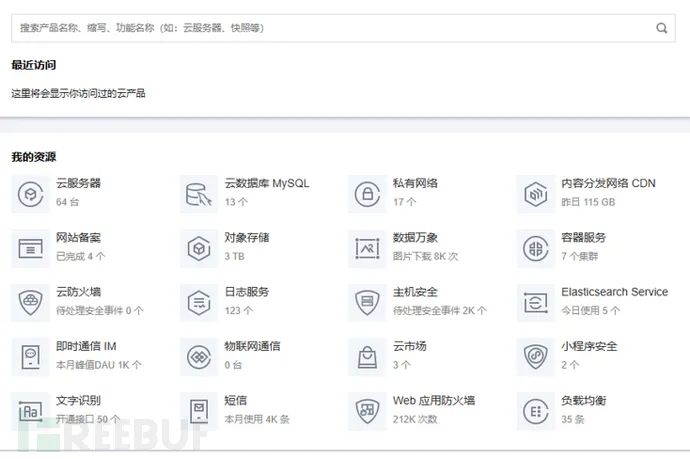 搜索产品名称、缩写、功能名称（如：云服务器、快照等）
最近访问
这里将会显示你访问过的云产品
我的资源
云服务器
64 台
云数据库 MySQL
13 个
私有网络
17 个
内容分发网络 CDN
昨日 115 GB
网站备案
已完成 4 个
对象存储
3 TB
数据万象
图片下载 8K 次
容器服务
7 个集群
云防火墙
待处理安全事件 0 个
日志服务
123 个
主机安全
待处理安全事件 2K 个
Elasticsearch Service
今日使用 5 个
即时通信 IM
本月峰值DAU 1K 个
物联网通信
0 台
云市场
3 个
小程序安全
2 个
文字识别
开通接口 50 个
短信
本月使用 4K 条
Web 应用防火墙
212K 次数
负载均衡
35 条
FREEBUF